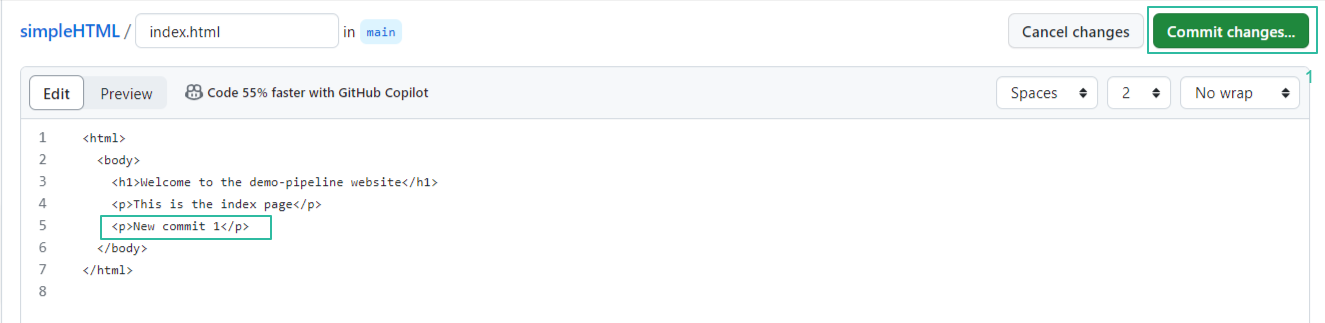 simpleHTML / index.html in main Cancel changes Commit changes...
1
Edit Preview Code 55% faster with GitHub Copilot Spaces 2 No wrap
1 <html>
2 <body>
3 <h1>Welcome to the demo-pipeline website</h1>
4 <p>This is the index page</p>
5 <p>New commit 1</p>
6 </body>
7 </html>
8